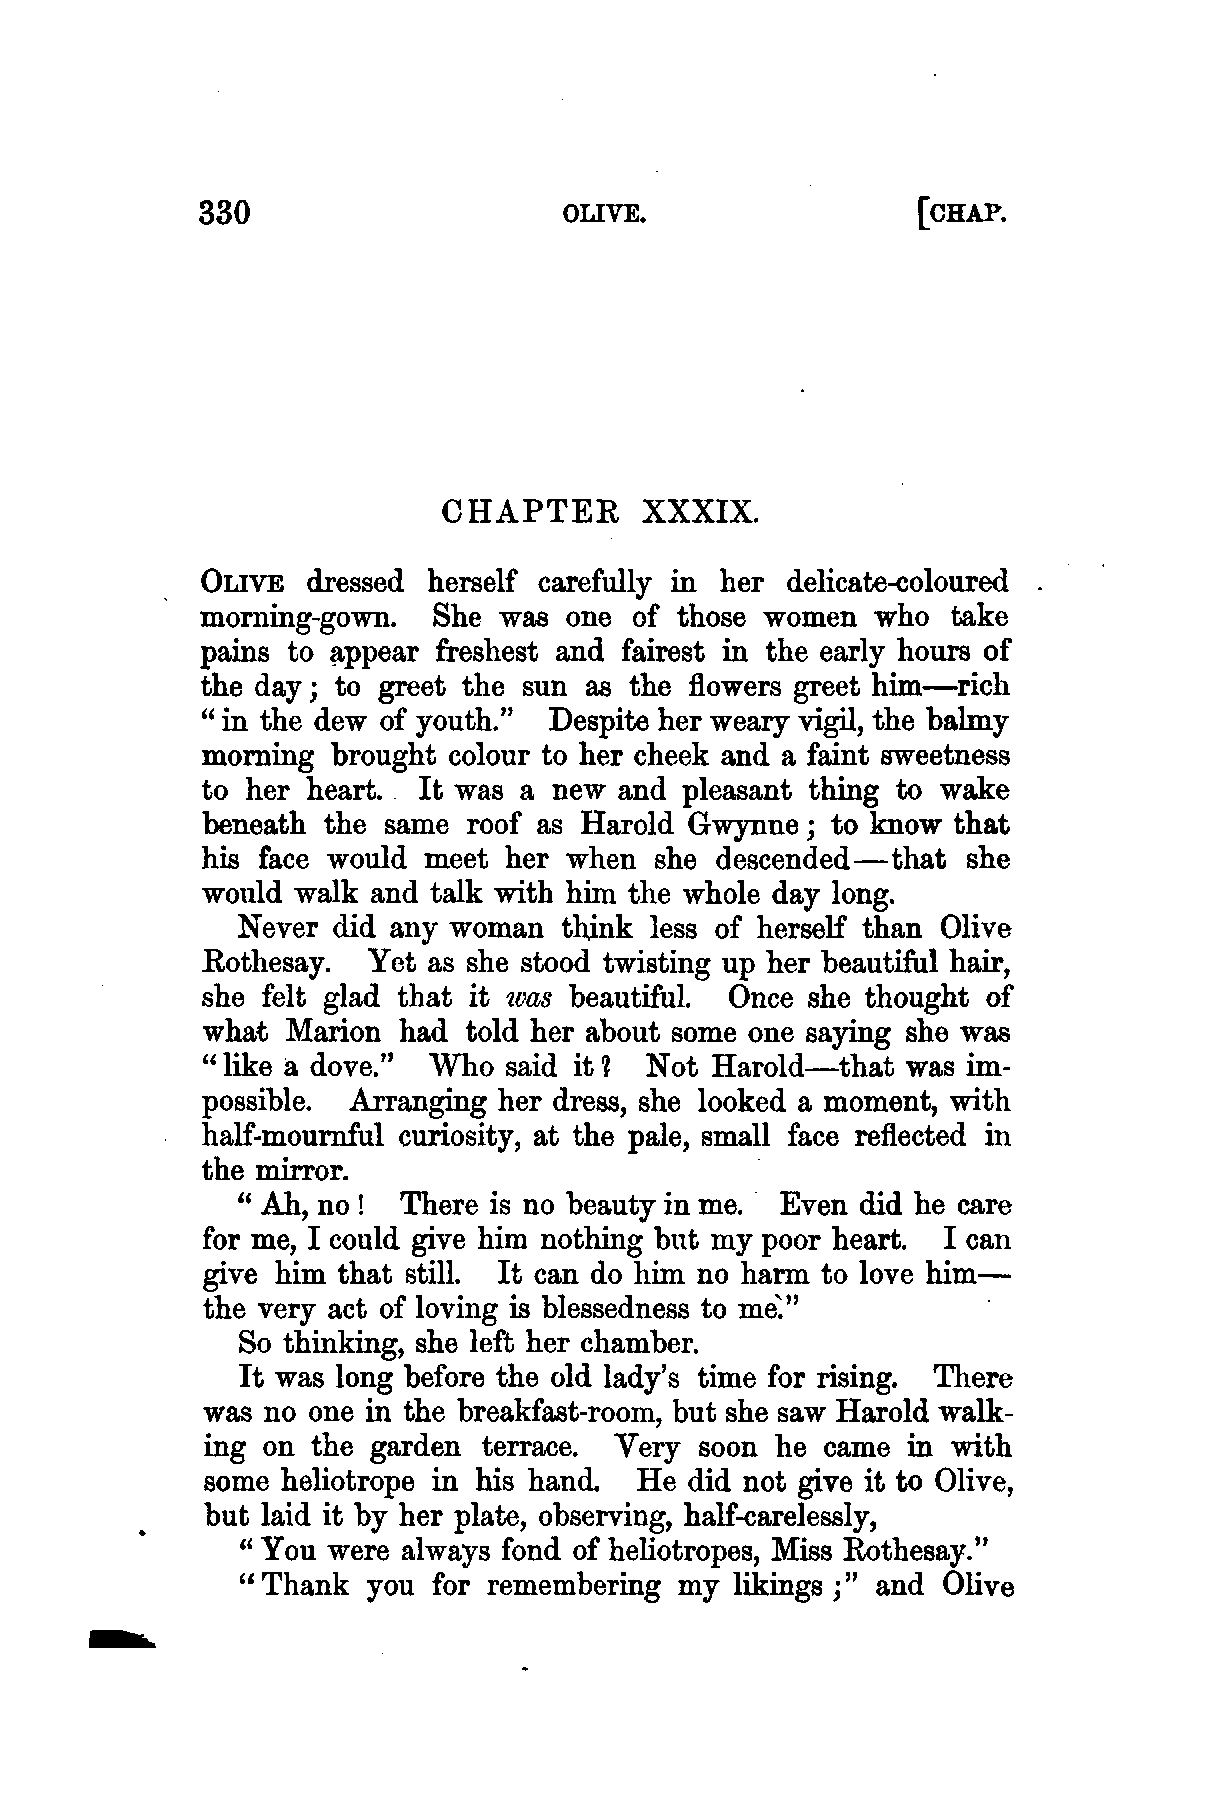 330 OLIVE. [CHAP.
CHAPTER XXXIX.
OLIVE dressed herself carefully in her delicate-coloured
morning-gown. She was one of those women who take
pains to appear freshest and fairest in the early hours of
the day; to greet the sun as the flowers greet him—rich
"in the dew of youth." Despite her weary vigil, the balmy
morning brought colour to her cheek and a faint sweetness
to her heart. It was a new and pleasant thing to wake
beneath the same roof as Harold Gwynne; to know that
his face would meet her when she descended—that she
would walk and talk with him the whole day long.
Never did any woman think less of herself than Olive
Rothesay. Yet as she stood twisting up her beautiful hair,
she felt glad that it was beautiful. Once she thought of
what Marion had told her about some one saying she was
"like a dove." Who said it? Not Harold—that was im-
possible. Arranging her dress, she looked a moment, with
half-mournful curiosity, at the pale, small face reflected in
the mirror.
"Ah, no! There is no beauty in me. Even did he care
for me, I could give him nothing but my poor heart. I can
give him that still. It can do him no harm to love him—
the very act of loving is blessedness to me."
So thinking, she left her chamber.
It was long before the old lady's time for rising. There
was no one in the breakfast-room, but she saw Harold walk-
ing on the garden terrace. Very soon he came in with
some heliotrope in his hand. He did not give it to Olive,
but laid it by her plate, observing, half-carelessly,
"You were always fond of heliotropes, Miss Rothesay."
"Thank you for remembering my likings;" and Olive